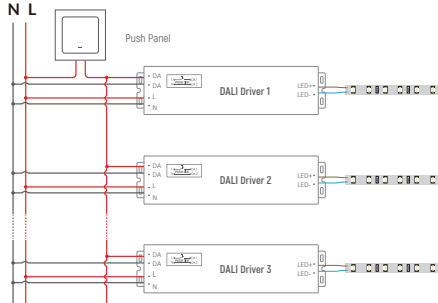 N L
Push Panel
DA
DA
L
N
DALI Driver 1
LED+
LED-
DA
DA
L
N
DALI Driver 2
LED+
LED-
DA
DA
L
N
DALI Driver 3
LED+
LED-